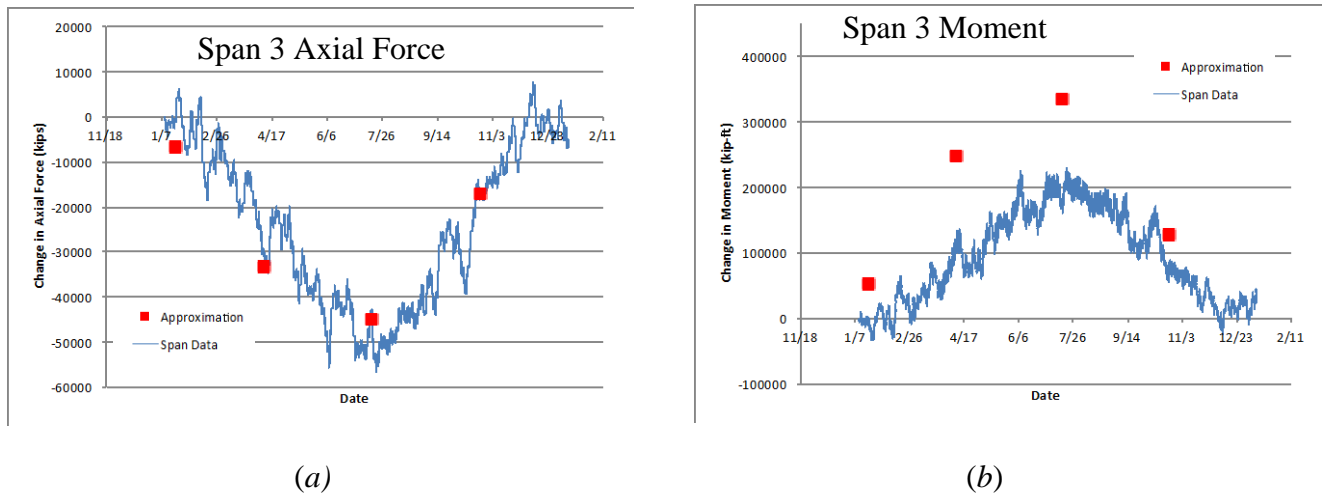 Span 3 Axial Force
20000
10000
0
-10000
-20000
-30000
-40000
-50000
-60000
11/18 1/7 2/26 4/17 6/6 7/26 9/14 11/3 12/23 2/11
Change in Axial Force (kips)
Date
Approximation
Span Data
(a)
Span 3 Moment
400000
300000
200000
100000
0
-100000
11/18 1/7 2/26 4/17 6/6 7/26 9/14 11/3 12/23 2/11
Change in Moment (kip-ft)
Date
Approximation
Span Data
(b)